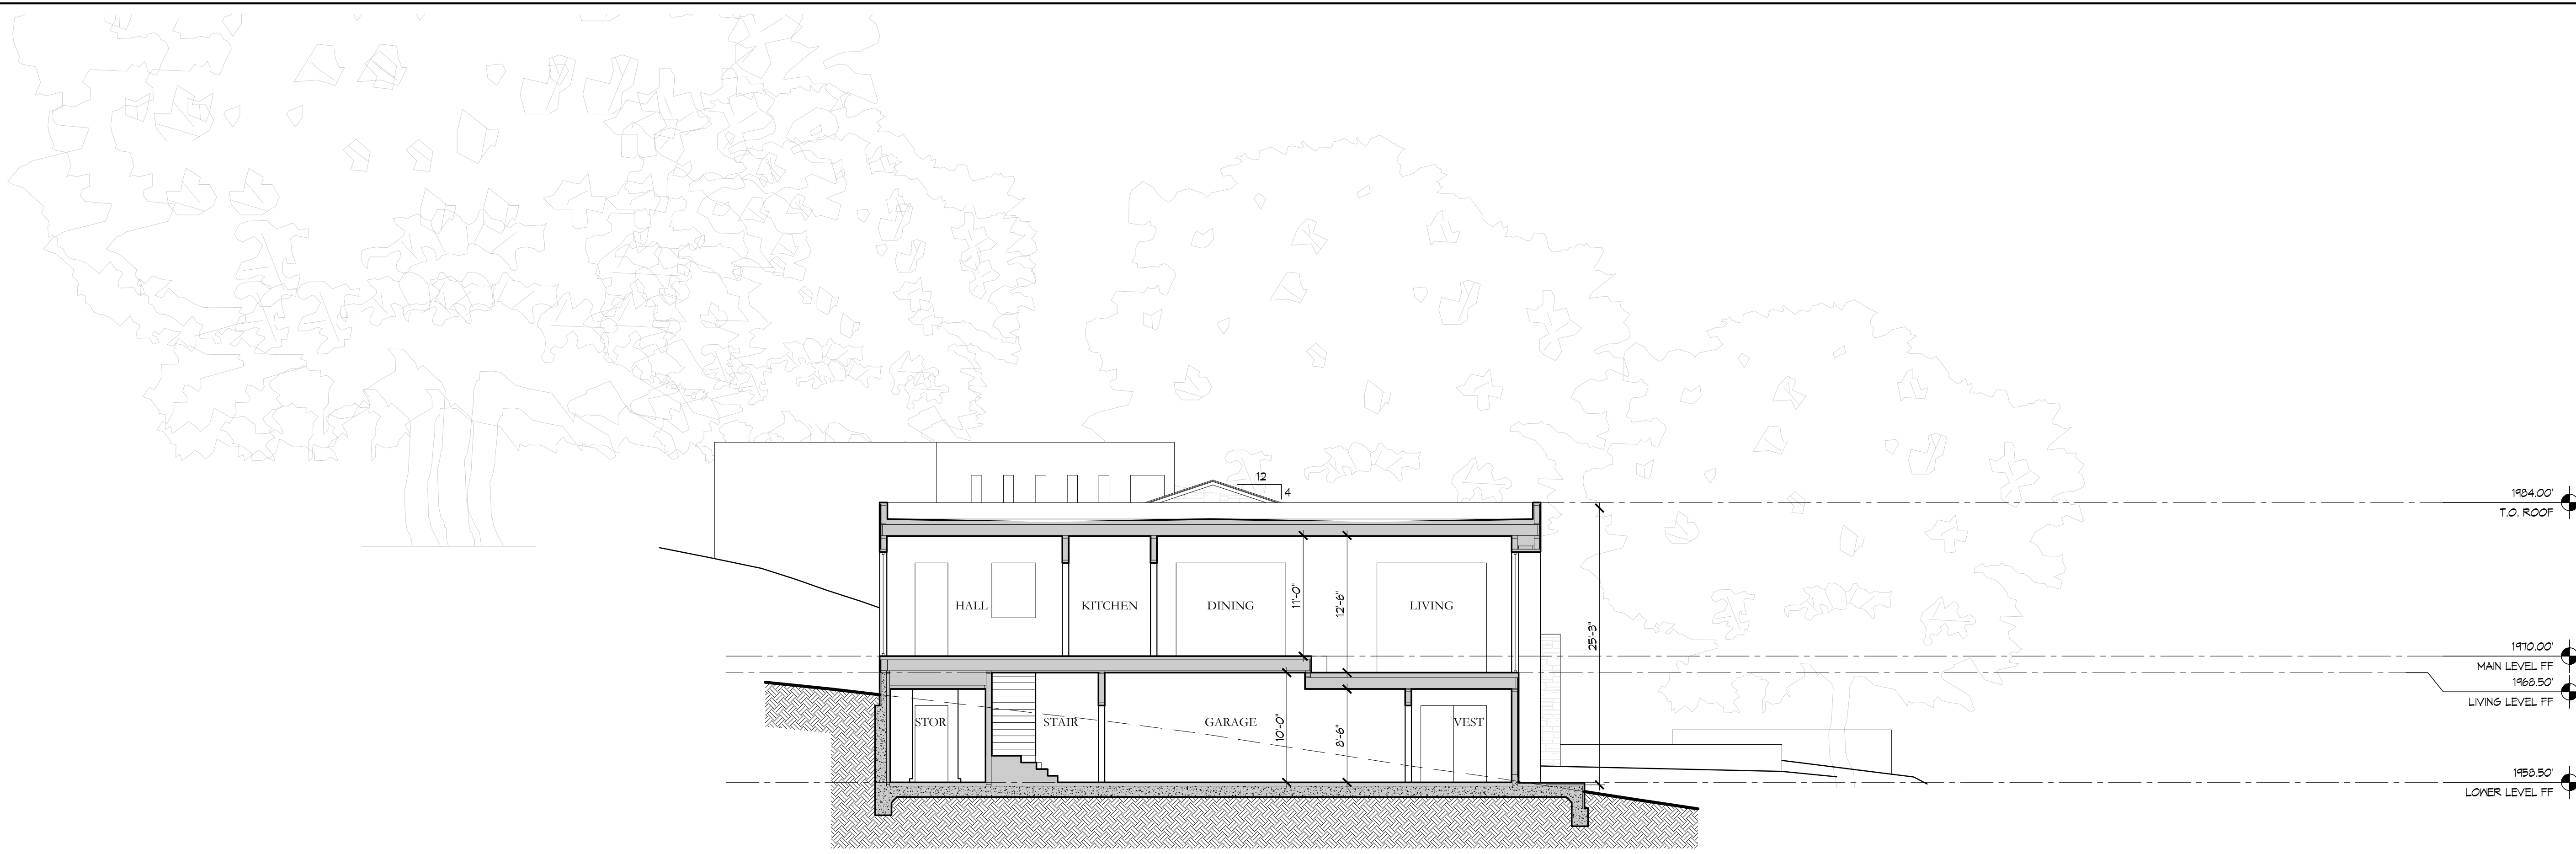 12
4
1984.00'
T.O. ROOF
HALL
KITCHEN
DINING
11'-0"
12'-6"
LIVING
25'-3"
1970.00'
MAIN LEVEL FF
1968.50'
LIVING LEVEL FF
STOR
STAIR
GARAGE
10'-0"
8'-6"
VEST
1958.50'
LOWER LEVEL FF